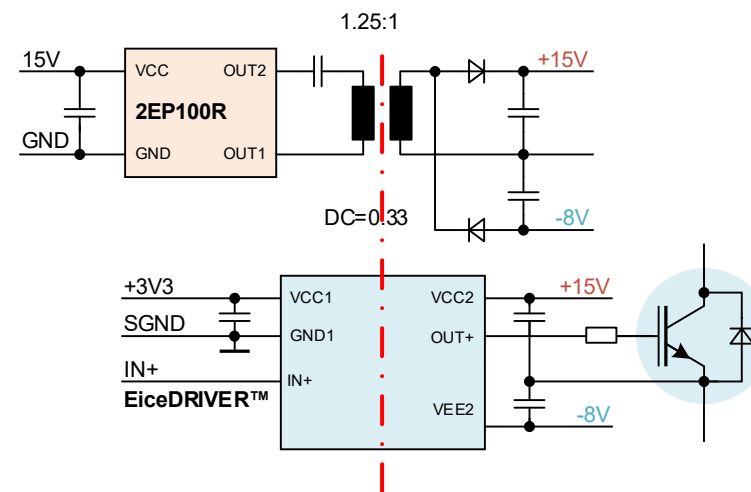 1.25:1
15V
VCC
OUT2
+15V
2EP100R
GND
GND
OUT1
DC=0.33
-8V
+3V3
VCC1
VCC2
+15V
SGND
GND1
OUT+
IN+
IN+
EiceDRIVER™
VEE2
-8V